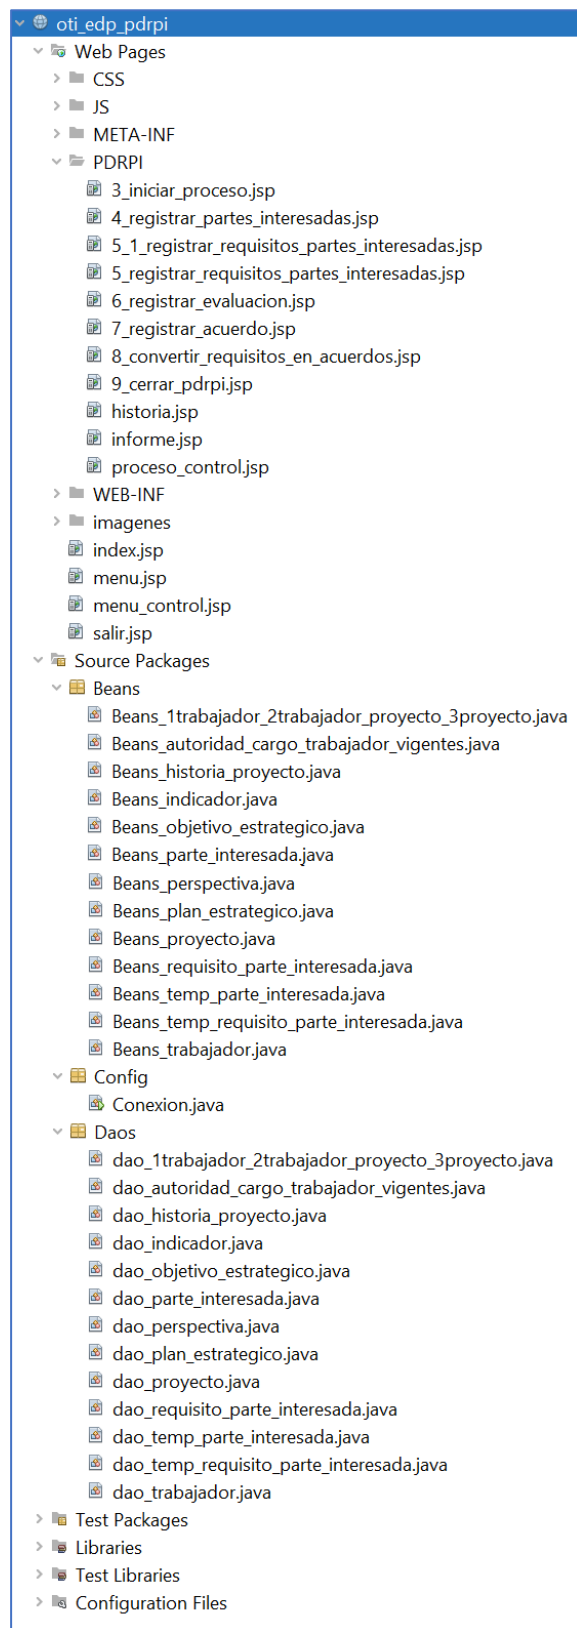 oti_edp_pdrpi
Web Pages
CSS
JS
META-INF
PDRPI
3_iniciar_proceso.jsp
4_registrar_partes_interesadas.jsp
5_1_registrar_requisitos_partes_interesadas.jsp
5_registrar_requisitos_partes_interesadas.jsp
6_registrar_evaluacion.jsp
7_registrar_acuerdo.jsp
8_convertir_requisitos_en_acuerdos.jsp
9_cerrar_pdrpi.jsp
historia.jsp
informe.jsp
proceso_control.jsp
WEB-INF
imagenes
index.jsp
menu.jsp
menu_control.jsp
salir.jsp
Source Packages
Beans
Beans_1trabajador_2trabajador_proyecto_3proyecto.java
Beans_autoridad_cargo_trabajador_vigentes.java
Beans_historia_proyecto.java
Beans_indicador.java
Beans_objetivo_estrategico.java
Beans_parte_interesada.java
Beans_perspectiva.java
Beans_plan_estrategico.java
Beans_proyecto.java
Beans_requisito_parte_interesada.java
Beans_temp_parte_interesada.java
Beans_temp_requisito_parte_interesada.java
Beans_trabajador.java
Config
Conexion.java
Daos
dao_1trabajador_2trabajador_proyecto_3proyecto.java
dao_autoridad_cargo_trabajador_vigentes.java
dao_historia_proyecto.java
dao_indicador.java
dao_objetivo_estrategico.java
dao_parte_interesada.java
dao_perspectiva.java
dao_plan_estrategico.java
dao_proyecto.java
dao_requisito_parte_interesada.java
dao_temp_parte_interesada.java
dao_temp_requisito_parte_interesada.java
dao_trabajador.java
Test Packages
Libraries
Test Libraries
Configuration Files